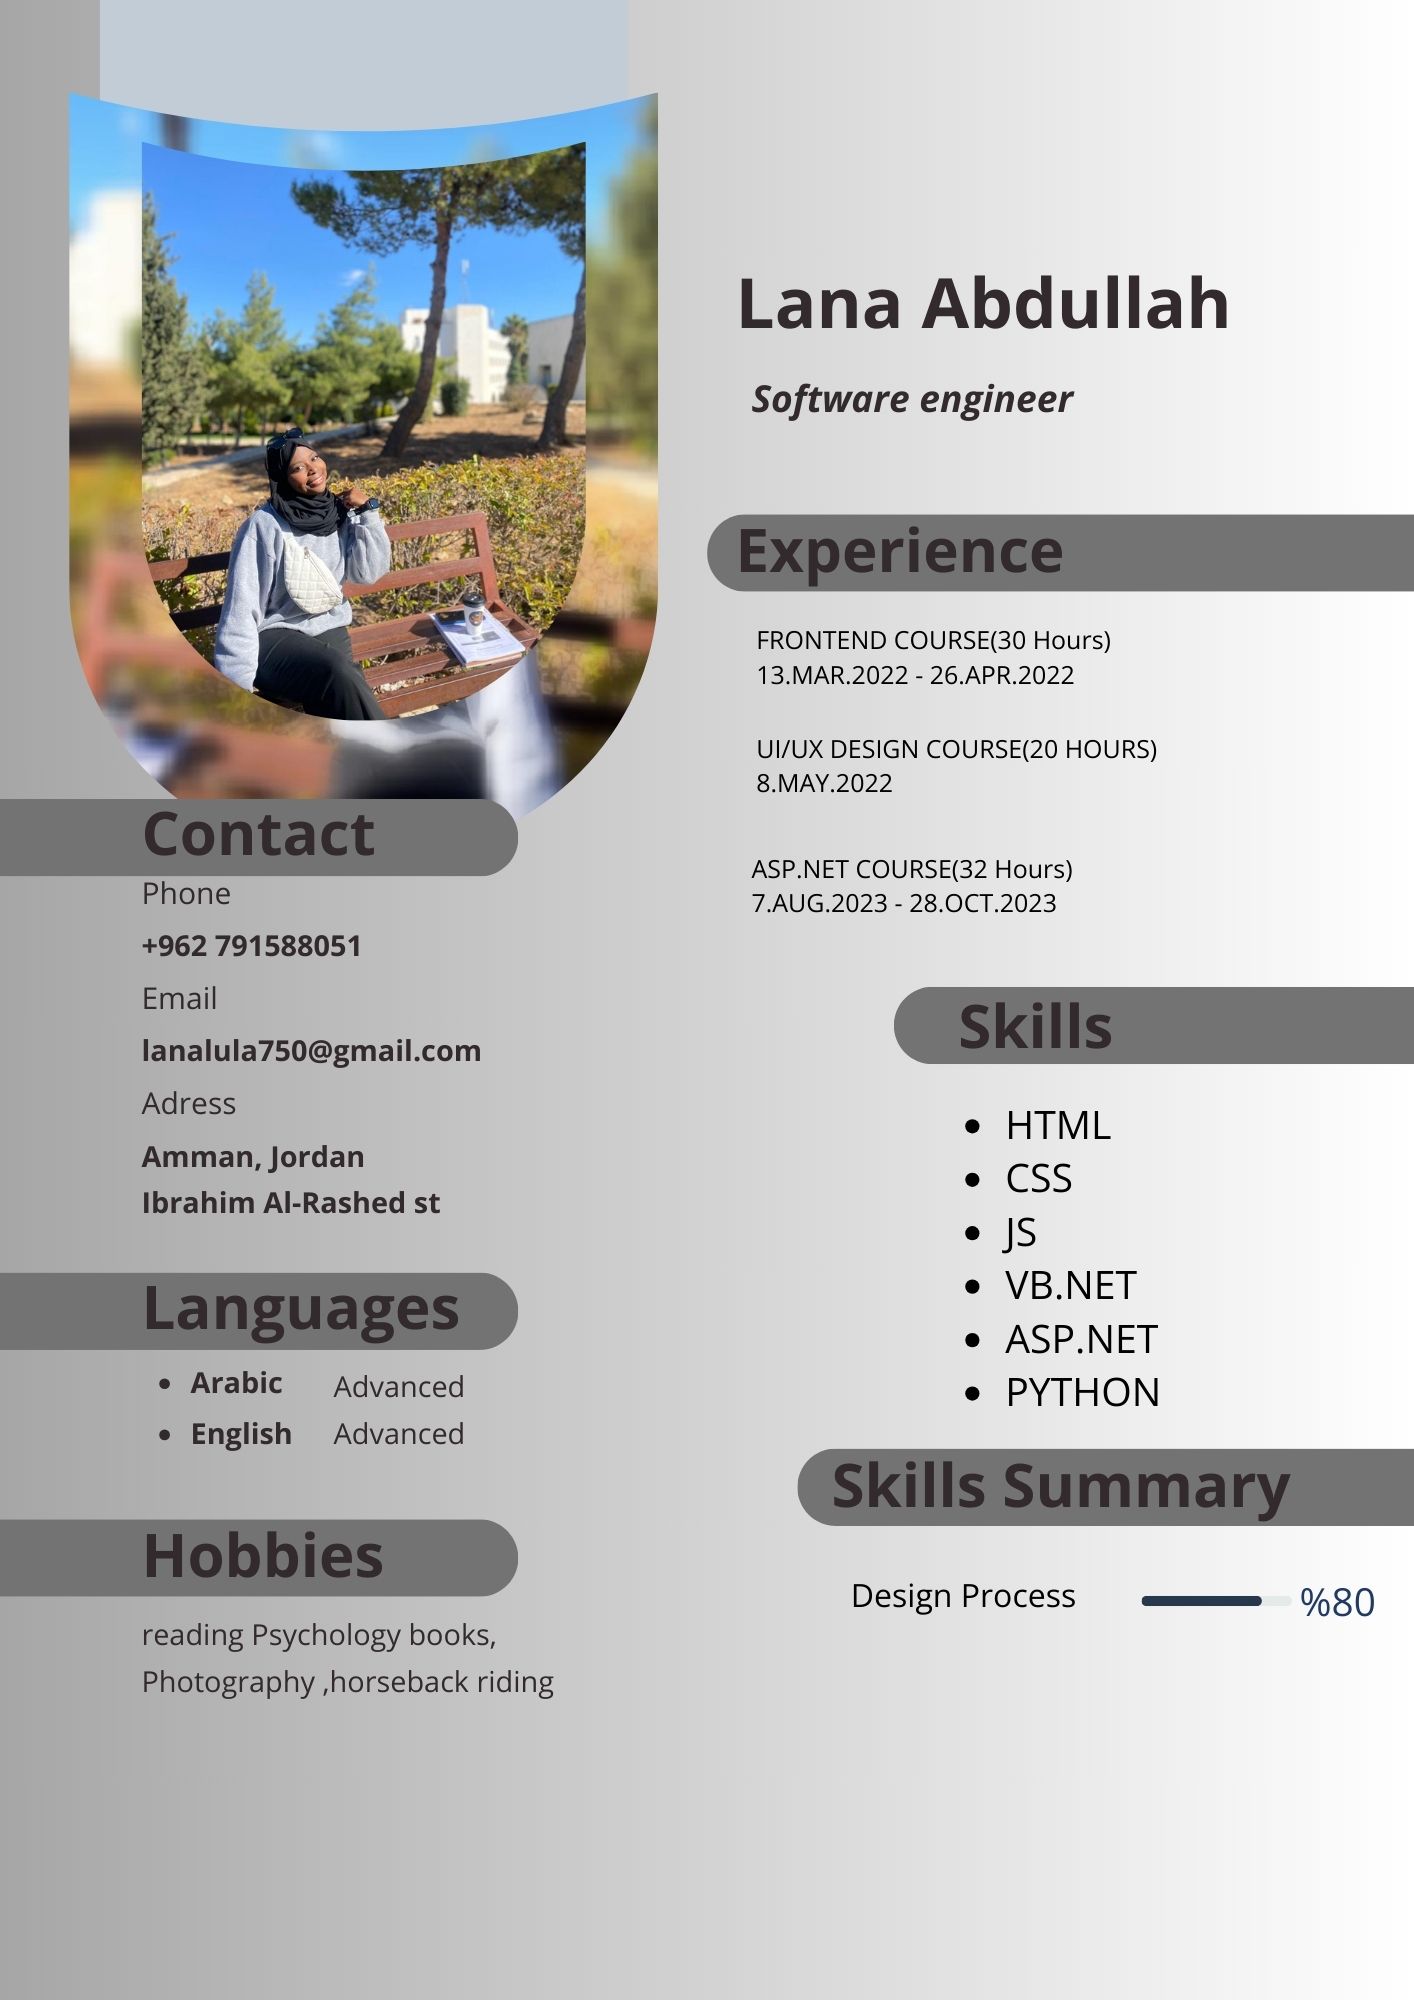 Lana Abdullah
Software engineer
Experience
FRONTEND COURSE(30 Hours)
13.MAR.2022 - 26.APR.2022
UI/UX DESIGN COURSE(20 HOURS)
8.MAY.2022
ASP.NET COURSE(32 Hours)
7.AUG.2023 - 28.OCT.2023
Contact
Phone
+962 791588051
Email
lanalula750@gmail.com
Adress
Amman, Jordan
Ibrahim Al-Rashed st
Languages
Arabic Advanced
English Advanced
Hobbies
reading Psychology books,
Photography ,horseback riding
Skills
HTML
CSS
JS
VB.NET
ASP.NET
PYTHON
Skills Summary
Design Process %80